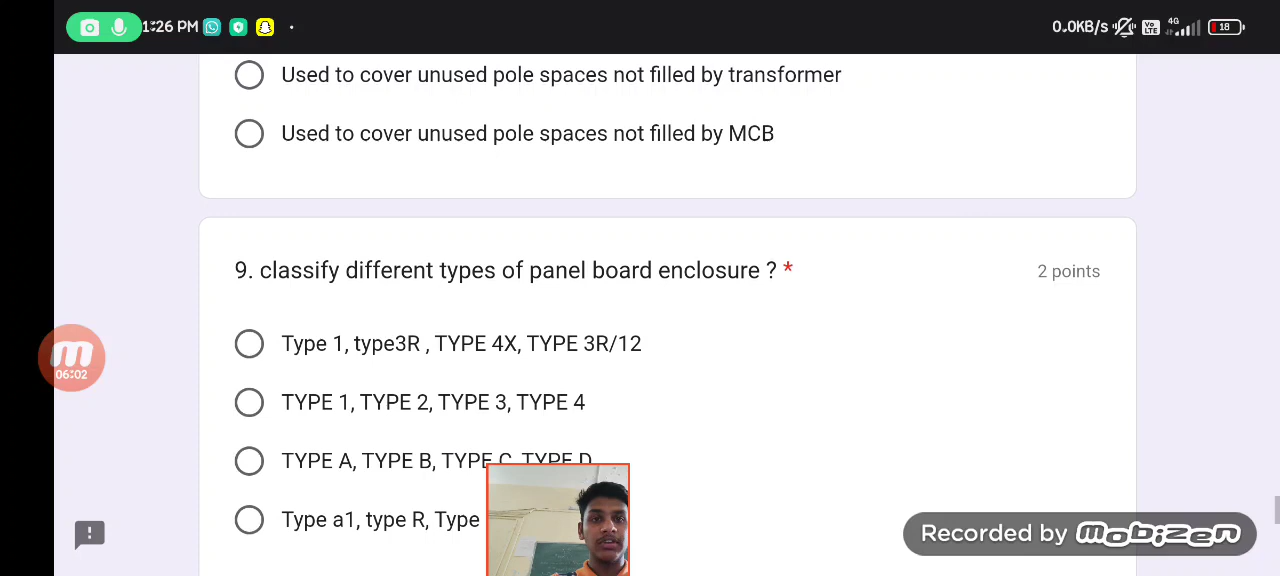 1:26 PM
0.0KB/s
4G
Vo
LTE
18
Used to cover unused pole spaces not filled by transformer
Used to cover unused pole spaces not filled by MCB
9. classify different types of panel board enclosure ? *
2 points
Type 1, type3R , TYPE 4X, TYPE 3R/12
06:02
TYPE 1, TYPE 2, TYPE 3, TYPE 4
TYPE A, TYPE B, TYPE C, TYPE D
Type a1, type R, Type
Recorded by mobizen